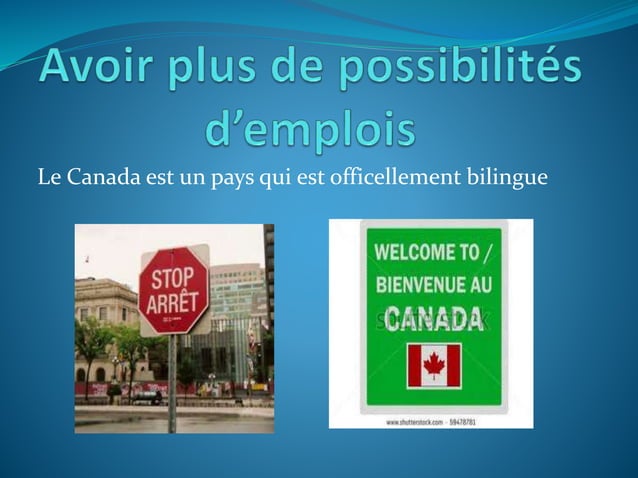 Avoir plus de possibilités
d’emplois
Le Canada est un pays qui est officellement bilingue
STOP
ARRÊT
WELCOME TO /
BIENVENUE AU
CANADA
shutterstock
www.shutterstock.com · 59478781